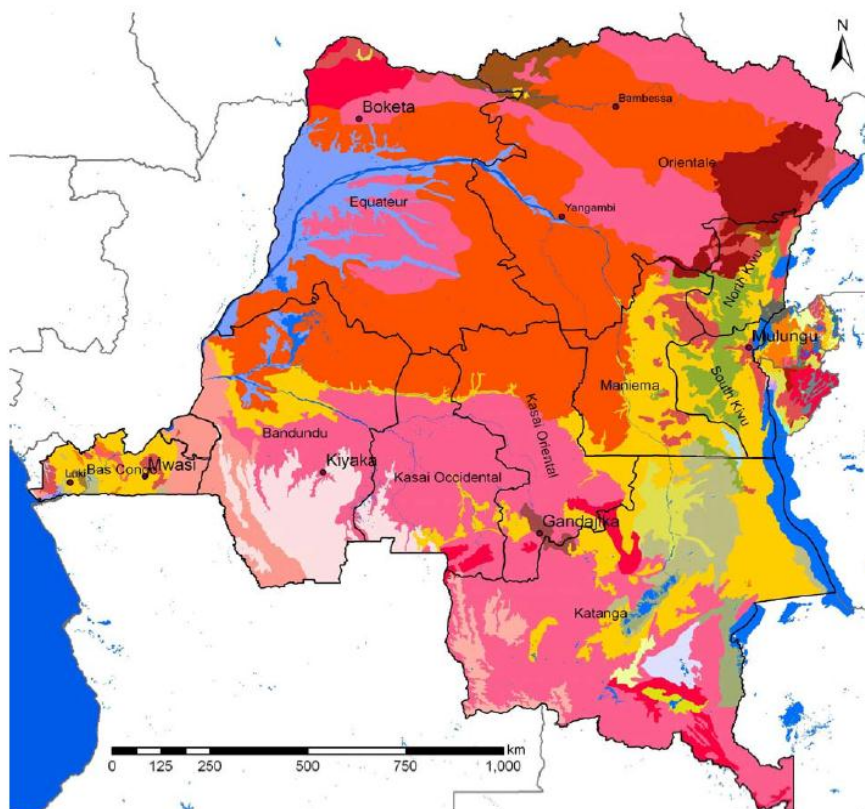 N
Boketa
Bambessa
Orientale
Equateur
Yangambi
North Kivu
Mulungu
Maniema
South Kivu
Kasai Oriental
Bandundu
Luki
Bas Congo
Mwasi
Kiyaka
Kasai Occidental
Gandajika
Katanga
km
0 125 250 500 750 1,000